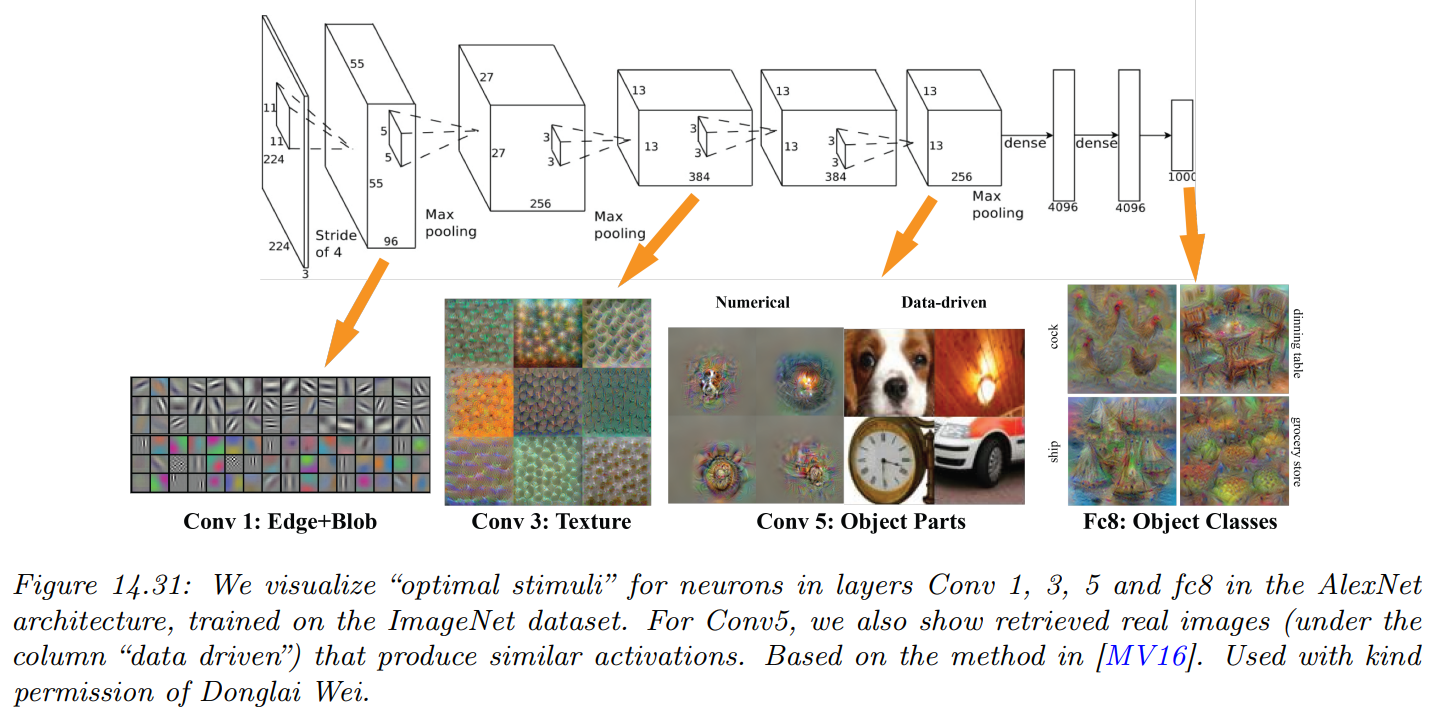 55
27
13
13
13
11
5
3
3
3
11
5
3
3
3
224
55
27
13
13
13
dense
dense
224
3
Stride
of 4
96
Max
pooling
256
Max
pooling
384
384
256
Max
pooling
4096
4096
1000
Numerical
Data-driven
cock
dinning table
ship
grocery store
Conv 1: Edge+Blob
Conv 3: Texture
Conv 5: Object Parts
Fc8: Object Classes
Figure 14.31: We visualize “optimal stimuli” for neurons in layers Conv 1, 3, 5 and fc8 in the AlexNet
architecture, trained on the ImageNet dataset. For Conv5, we also show retrieved real images (under the
column “data driven”) that produce similar activations. Based on the method in [MV16]. Used with kind
permission of Donglai Wei.